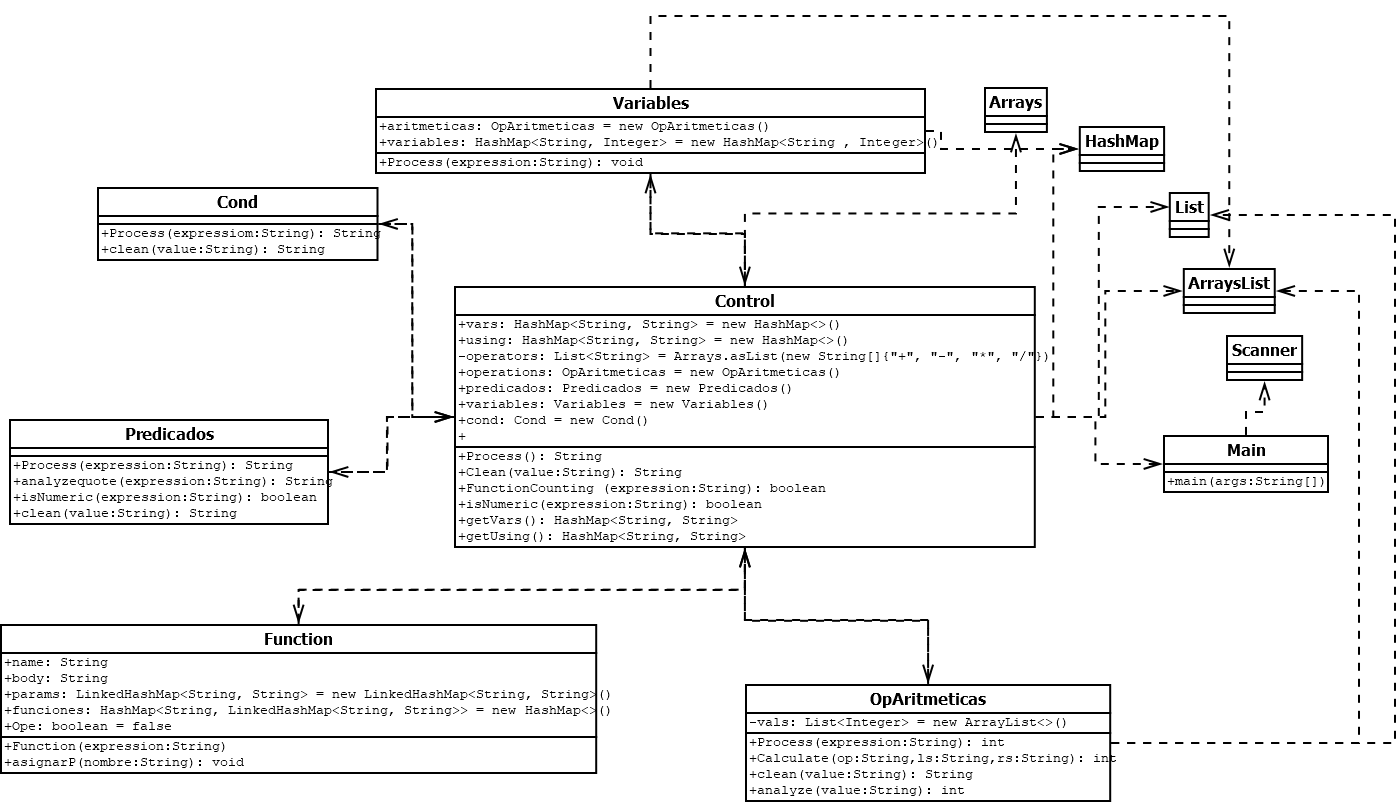 Variables
+aritmeticas: OpAritmeticas = new OpAritmeticas()
+variables: HashMap<String, Integer> = new HashMap<String , Integer>()
+Process(expression:String): void
Arrays
HashMap
Cond
+Process(expressiom:String): String
+clean(value:String): String
List
ArraysList
Scanner
Main
+main(args:String[])
Control
+vars: HashMap<String, String> = new HashMap<>()
+using: HashMap<String, String> = new HashMap<>()
-operators: List<String> = Arrays.asList(new String[]{"+", "-", "*", "/"})
+operations: OpAritmeticas = new OpAritmeticas()
+predicados: Predicados = new Predicados()
+variables: Variables = new Variables()
+cond: Cond = new Cond()
+
+Process(): String
+Clean(value:String): String
+FunctionCounting (expression:String): boolean
+isNumeric(expression:String): boolean
+getVars(): HashMap<String, String>
+getUsing(): HashMap<String, String>
Predicados
+Process(expression:String): String
+analyzequote(expression:String): String
+isNumeric(expression:String): boolean
+clean(value:String): String
Function
+name: String
+body: String
+params: LinkedHashMap<String, String> = new LinkedHashMap<String, String>()
+funciones: HashMap<String, LinkedHashMap<String, String>> = new HashMap<>()
+Ope: boolean = false
+Function(expression:String)
+asignarP(nombre:String): void
OpAritmeticas
-vals: List<Integer> = new ArrayList<>()
+Process(expression:String): int
+Calculate(op:String,ls:String,rs:String): int
+clean(value:String): String
+analyze(value:String): int